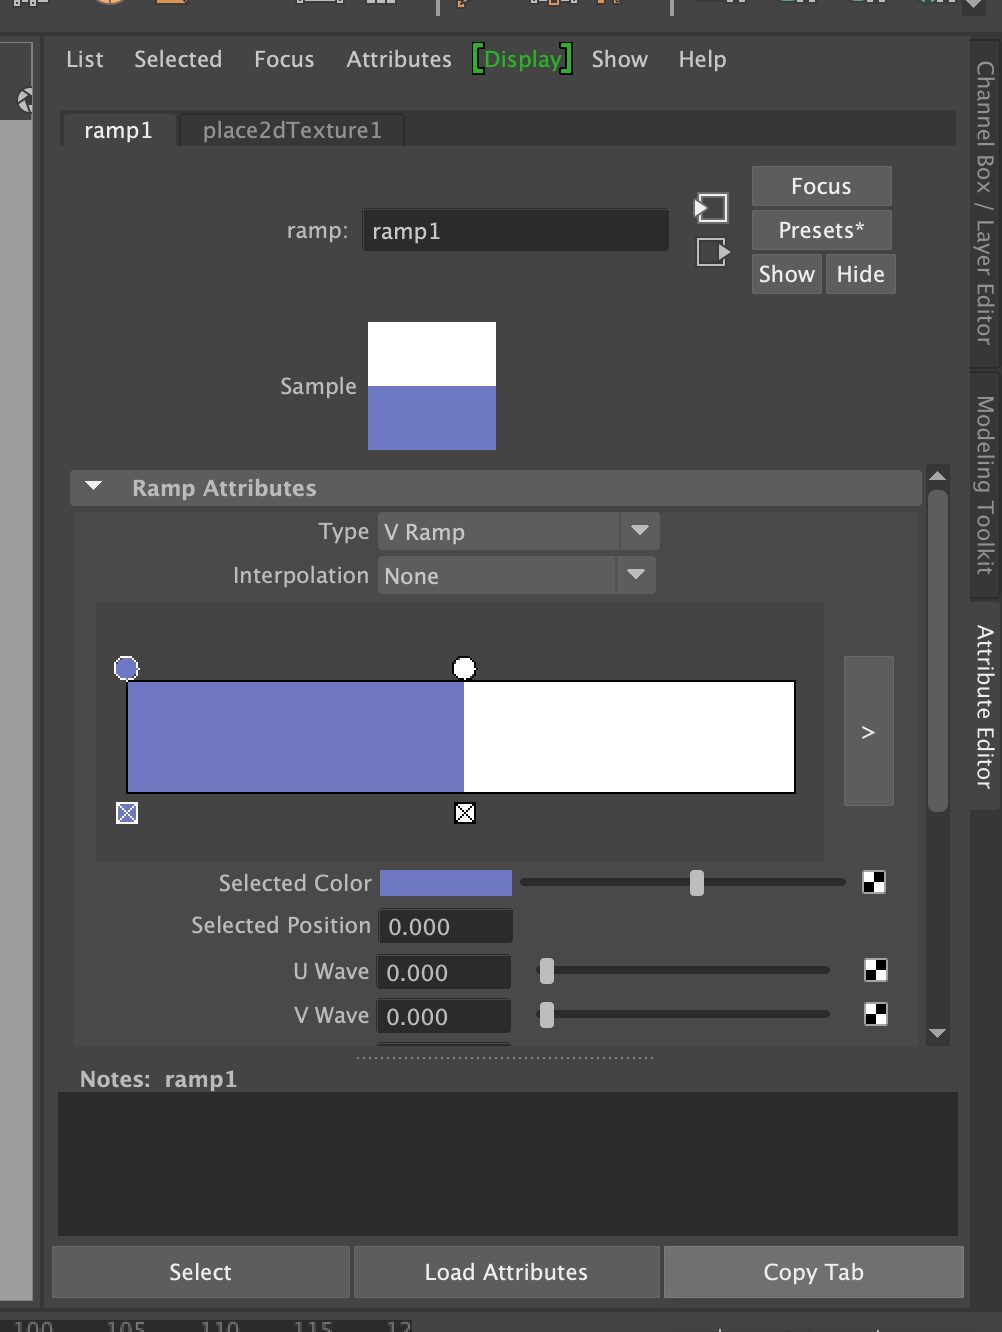 List Selected Focus Attributes [Display] Show Help
ramp1 place2dTexture1
ramp: ramp1
Focus
Presets*
Show Hide
Sample
Ramp Attributes
Type V Ramp
Interpolation None
>
Selected Color
Selected Position 0.000
U Wave 0.000
V Wave 0.000
Notes: ramp1
Select Load Attributes Copy Tab
100 105 110 115 12
Channel Box / Layer Editor
Modeling Toolkit
Attribute Editor